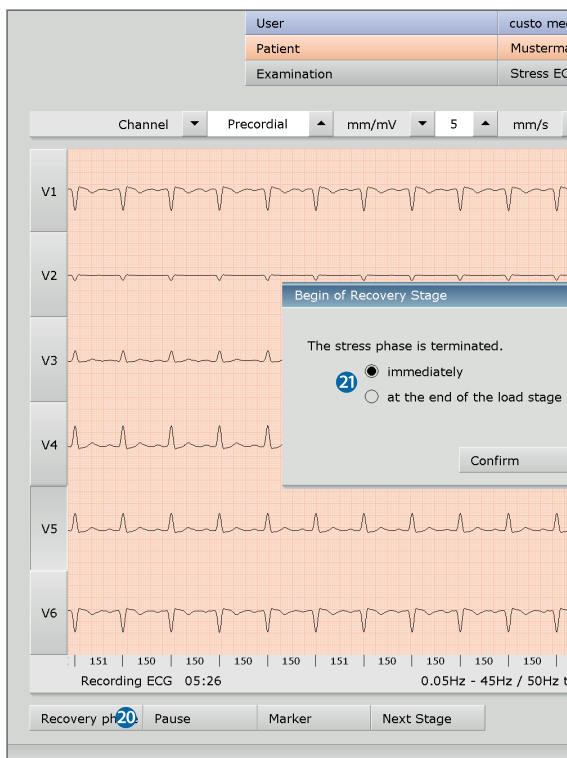 User custo me
Patient Musterma
Examination Stress EC
Channel Precordial mm/mV 5 mm/s
V1
V2
Begin of Recovery Stage
The stress phase is terminated.
V3
21 immediately
at the end of the load stage
V4
Confirm
V5
V6
151 150 150 150 150 151 150 150 150 150
Recording ECG 05:26 0.05Hz - 45Hz / 50Hz t
Recovery ph 20 Pause Marker Next Stage